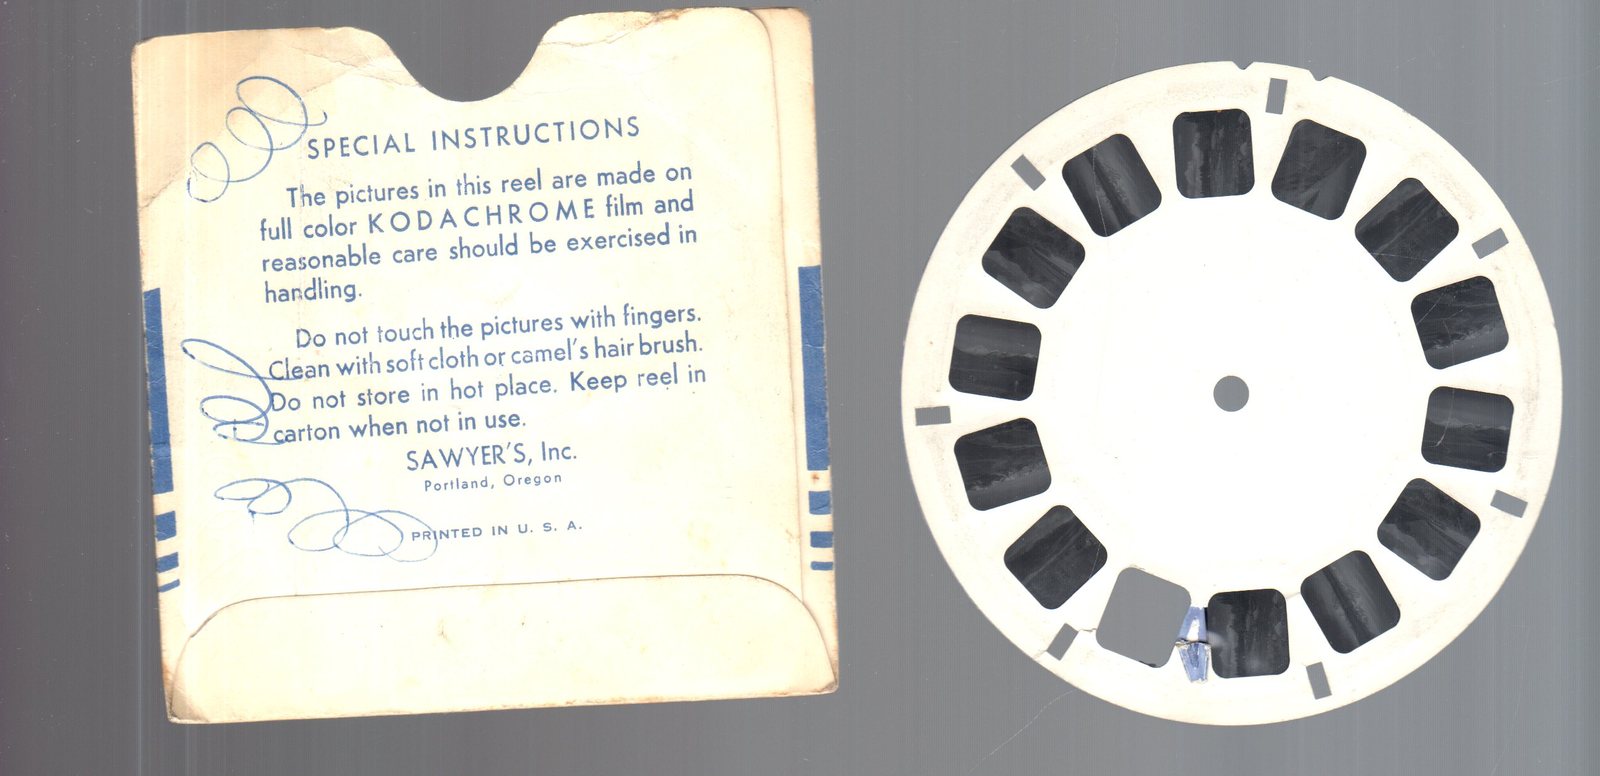 SPECIAL INSTRUCTIONS
The pictures in this reel are made on
full color KODACHROME film and
reasonable care should be exercised in
handling.
Do not touch the pictures with fingers.
Clean with soft cloth or camel's hair brush.
Do not store in hot place. Keep reel in
carton when not in use.
SAWYER'S, Inc.
Portland, Oregon
PRINTED IN U. S. A.